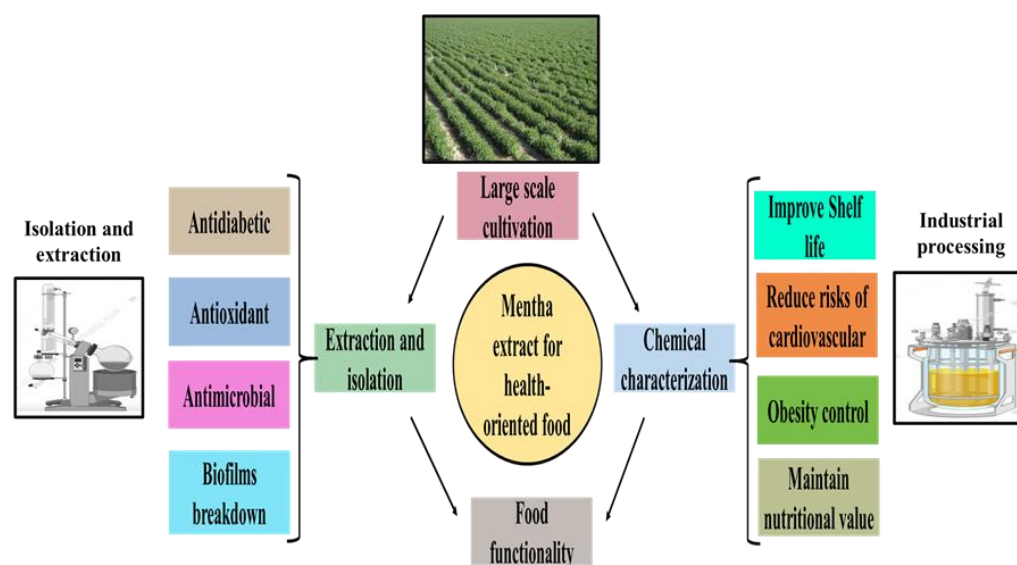 Large scale
cultivation
Isolation and
extraction
Antidiabetic
Antioxidant
Antimicrobial
Biofilms
breakdown
Extraction and
isolation
Mentha
extract for
health-
oriented food
Chemical
characterization
Improve Shelf
life
Reduce risks of
cardiovascular
Obesity control
Maintain
nutritional value
Industrial
processing
Food
functionality